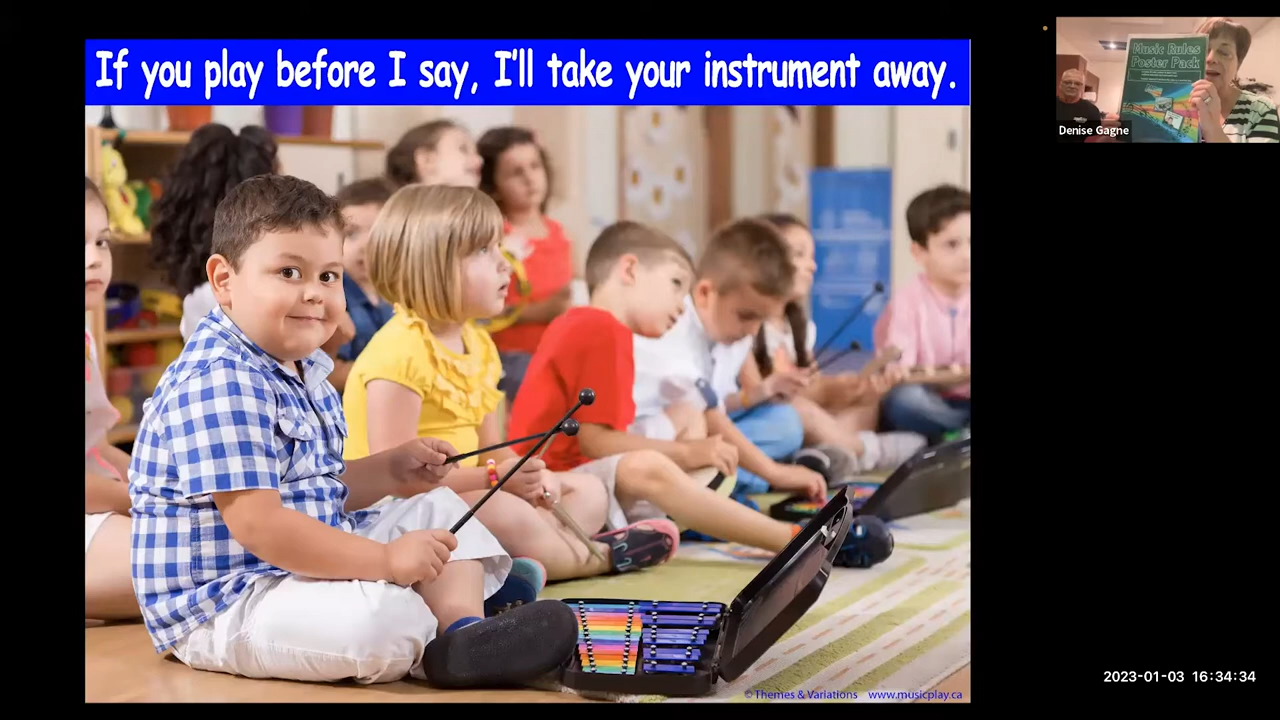 If you play before I say, I'll take your instrument away.
Music Rules
Poster Pack
Denise Gagne
2023-01-03 16:34:34
© Themes & Variations www.musicplay.ca